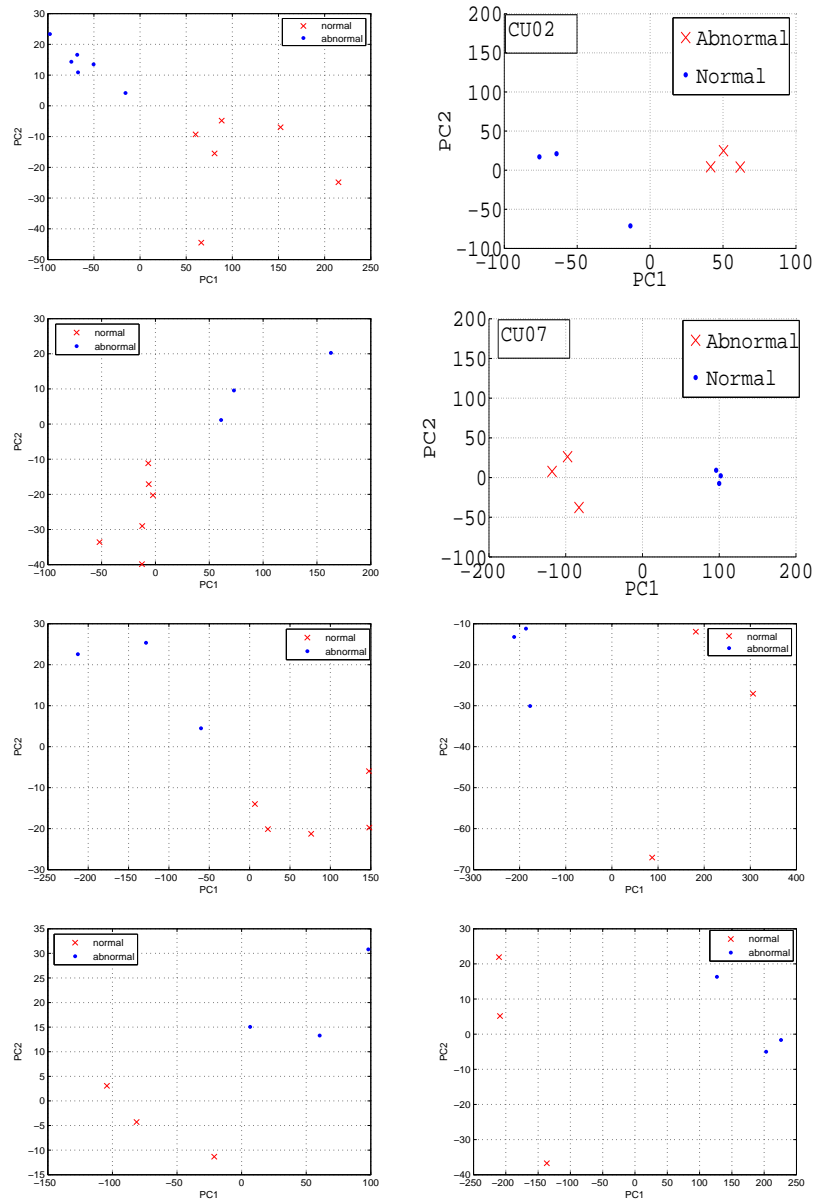 30
20
10
0
−10
−20
−30
−40
−50
−100 −50 0 50 100 150 200 250
PC1
PC2
normal
abnormal
200
150
100
50
0
−50
−100
−100 −50 0 50 100
PC1
PC2
CU02
Abnormal
Normal
30
20
10
0
−10
−20
−30
−40
−100 −50 0 50 100 150 200
PC1
PC2
normal
abnormal
200
150
100
50
0
−50
−100
−200 −100 0 100 200
PC1
PC2
CU07
Abnormal
Normal
30
20
10
0
−10
−20
−30
−250 −200 −150 −100 −50 0 50 100 150
PC1
PC2
normal
abnormal
−10
−20
−30
−40
−50
−60
−70
−300 −200 −100 0 100 200 300 400
PC1
PC2
normal
abnormal
35
30
25
20
15
10
5
0
−5
−10
−15
−150 −100 −50 0 50 100
PC1
PC2
normal
abnormal
30
20
10
0
−10
−20
−30
−40
−250 −200 −150 −100 −50 0 50 100 150 200 250
PC1
PC2
normal
abnormal